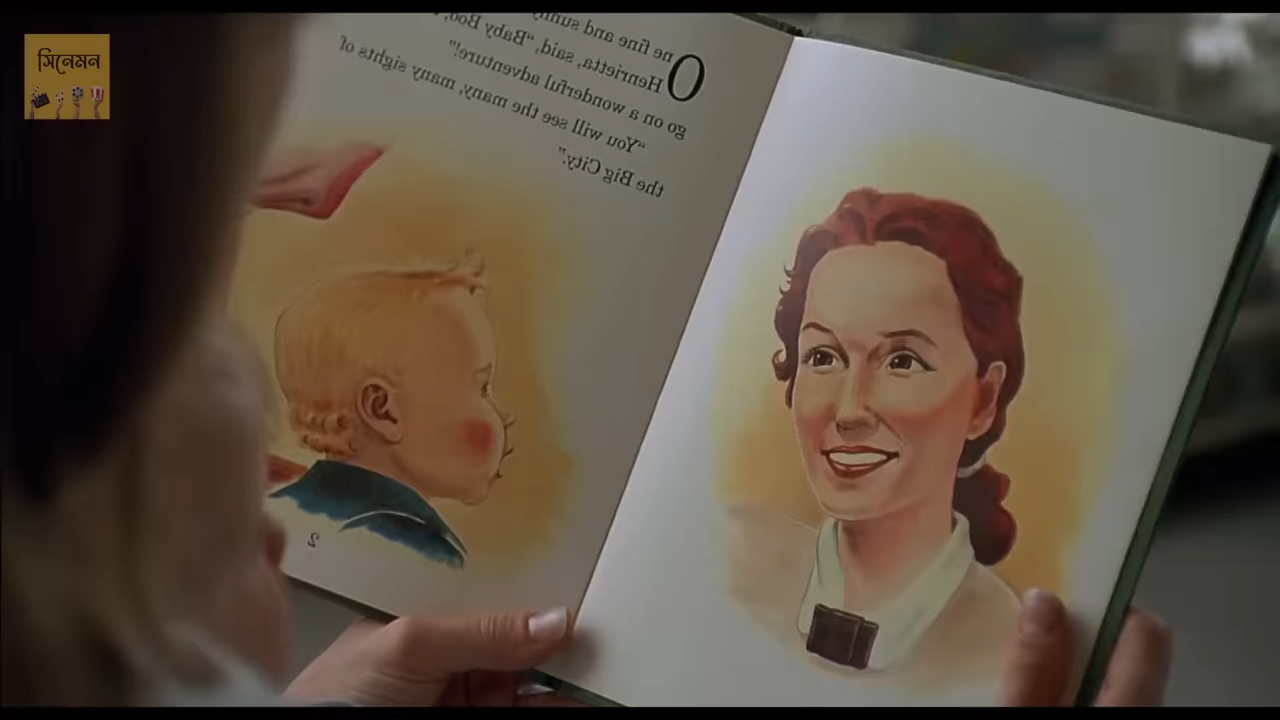 সিনেমন
One fine and sunny
Henrietta, said, "Baby Boo,
go on a wonderful adventure!"
"You will see the many, many sights of
the Big City."
2